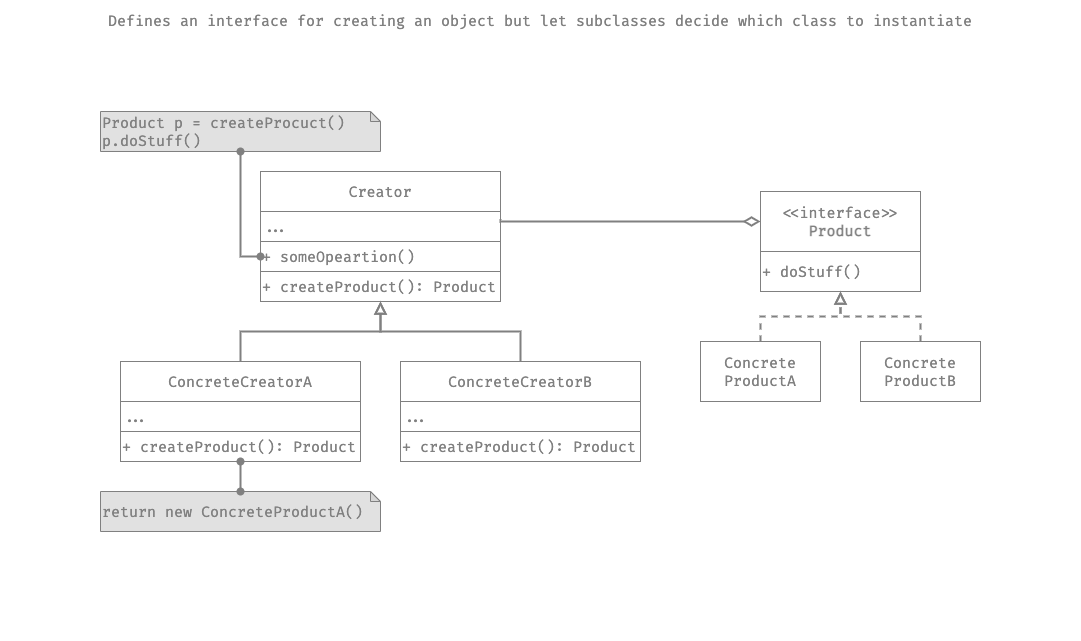 Defines an interface for creating an object but let subclasses decide which class to instantiate
Product p = createProcuct()
p.doStuff()
Creator
...
+ someOpeartion()
+ createProduct(): Product
<<interface>>
Product
+ doStuff()
ConcreteCreatorA
...
+ createProduct(): Product
ConcreteCreatorB
...
+ createProduct(): Product
Concrete
ProductA
Concrete
ProductB
return new ConcreteProductA()